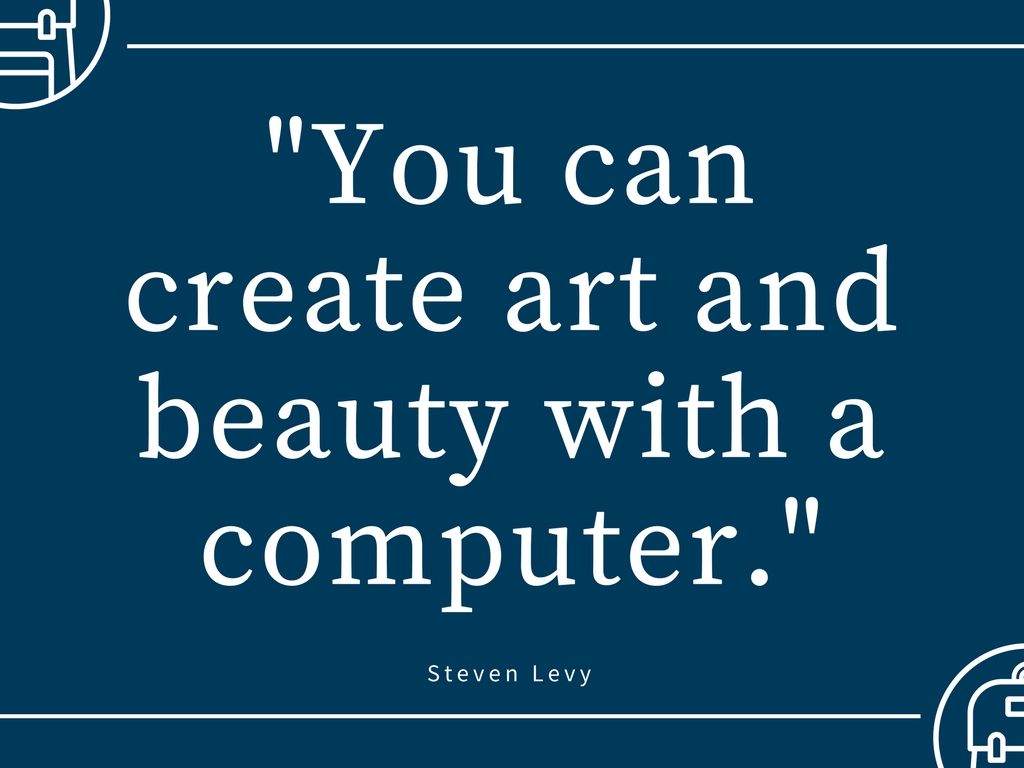 "You can
create art and
beauty with a
computer."
Steven Levy